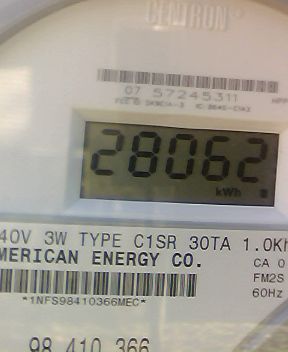 CENTRON
07 57245311
28062
kWh
40V 3W TYPE C1SR 30TA 1.0Kh
MERICAN ENERGY CO.
CA 0
FM2S
60Hz
*1NFS98410366MEC*
98 410 366